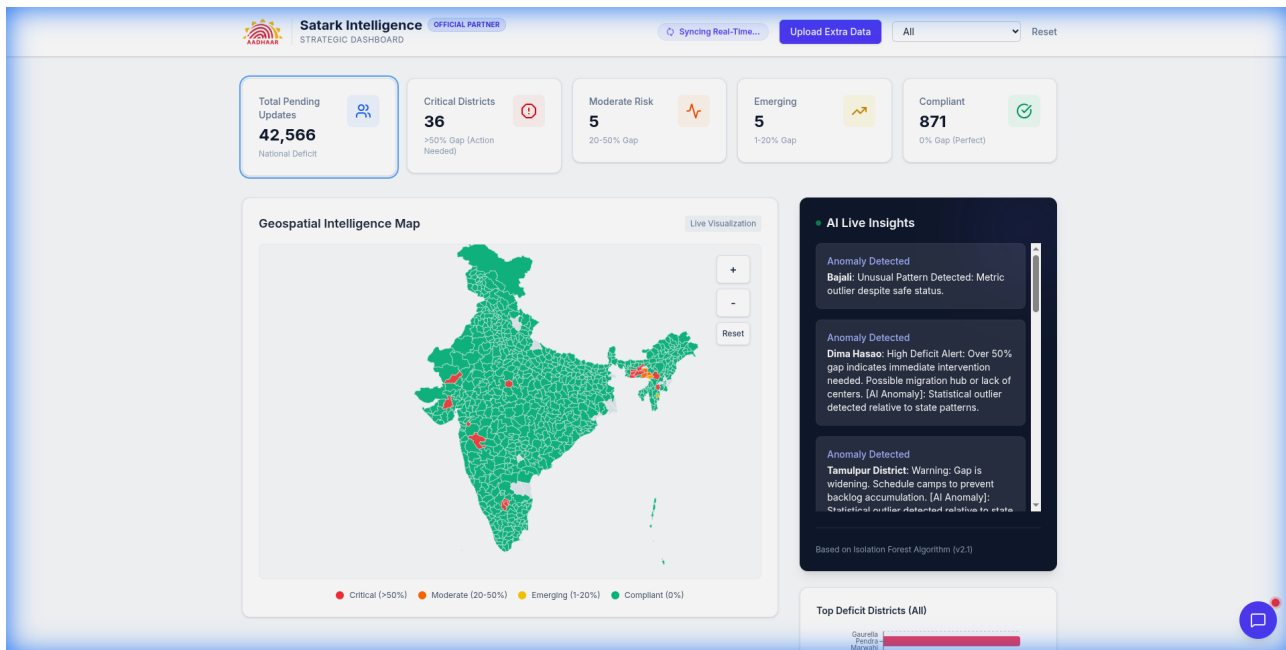 AADHAAR
Satark Intelligence OFFICIAL PARTNER
STRATEGIC DASHBOARD
Syncing Real-Time...
Upload Extra Data
All
Reset
Total Pending
Updates
42,566
National Deficit
Critical Districts
36
>50% Gap (Action
Needed)
Moderate Risk
5
20-50% Gap
Emerging
5
1-20% Gap
Compliant
871
0% Gap (Perfect)
Geospatial Intelligence Map
Live Visualization
+
-
Reset
Critical (>50%)
Moderate (20-50%)
Emerging (1-20%)
Compliant (0%)
AI Live Insights
Anomaly Detected
Bajali: Unusual Pattern Detected: Metric
outlier despite safe status.
Anomaly Detected
Dima Hasao: High Deficit Alert: Over 50%
gap indicates immediate intervention
needed. Possible migration hub or lack of
centers. [AI Anomaly]: Statistical outlier
detected relative to state patterns.
Anomaly Detected
Tamulpur District: Warning: Gap is
widening. Schedule camps to prevent
backlog accumulation. [AI Anomaly]:
Statistical outlier detected relative to state
Based on Isolation Forest Algorithm (v2.1)
Top Deficit Districts (All)
Gaurella
Pendra
Marwahi